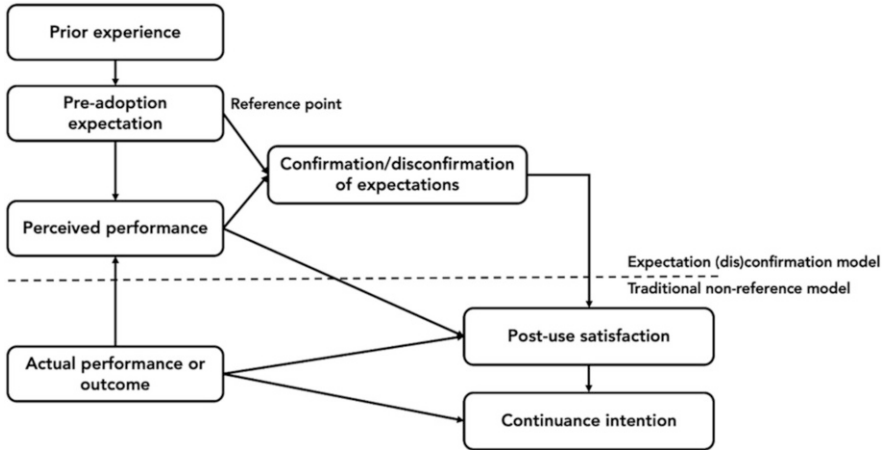 Prior experience
Pre-adoption
expectation
Reference point
Confirmation/disconfirmation
of expectations
Perceived performance
Expectation (dis)confirmation model
Traditional non-reference model
Post-use satisfaction
Actual performance or
outcome
Continuance intention